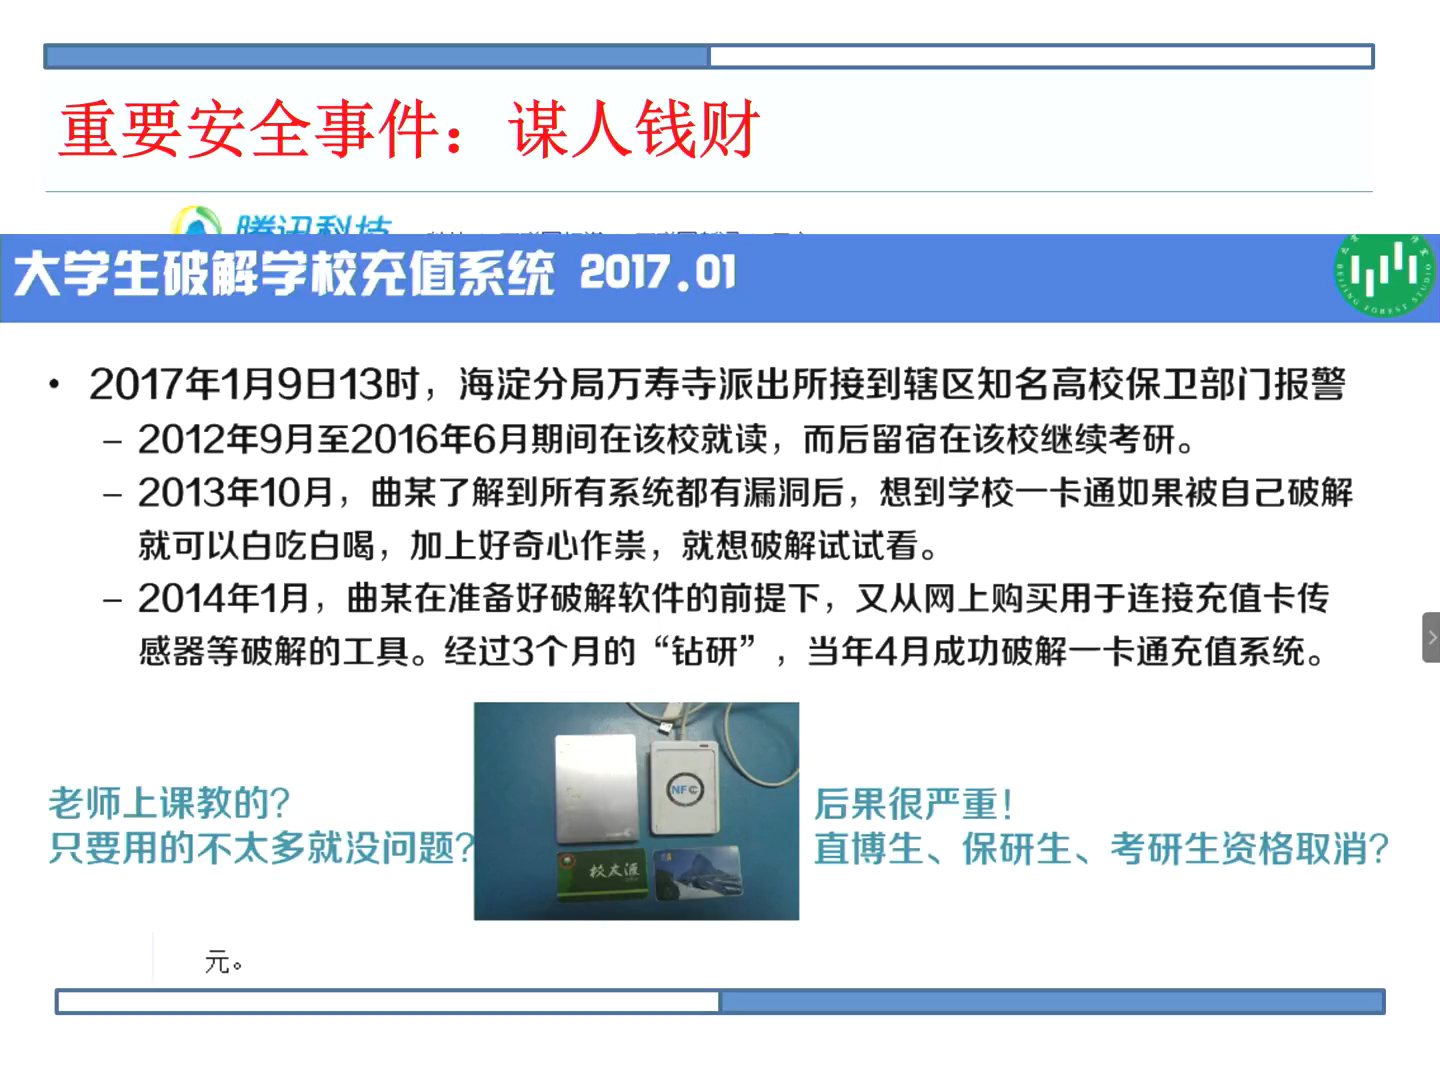 重要安全事件：谋人钱财
腾讯科技
大学生破解学校充值系统 2017.01
BEIJING FOREST STUDIO
• 2017年1月9日13时，海淀分局万寿寺派出所接到辖区知名高校保卫部门报警
– 2012年9月至2016年6月期间在该校就读，而后留宿在该校继续考研。
– 2013年10月，曲某了解到所有系统都有漏洞后，想到学校一卡通如果被自己破解
就可以白吃白喝，加上好奇心作祟，就想破解试试看。
– 2014年1月，曲某在准备好破解软件的前提下，又从网上购买用于连接充值卡传
感器等破解的工具。经过3个月的“钻研”，当年4月成功破解一卡通充值系统。
老师上课教的？
只要用的不太多就没问题？
NFC
校友派
后果很严重！
直博生、保研生、考研生资格取消？
元。